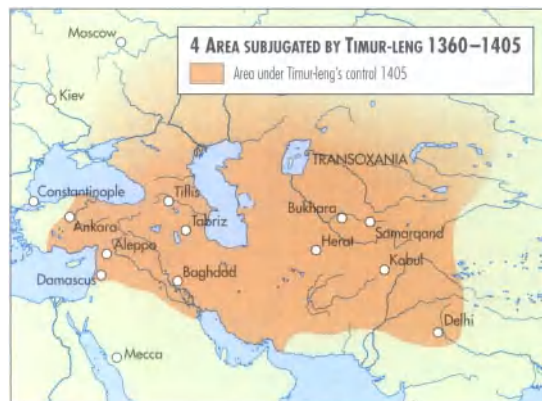 4 AREA SUBJUGATED BY TIMUR-LENG 1360–1405
Area under Timur-leng's control 1405
Moscow
Kiev
TRANSOXANIA
Constantinople
Tiflis
Bukhara
Samarqand
Ankara
Tabriz
Aleppo
Herat
Kabul
Damascus
Baghdad
Delhi
Mecca